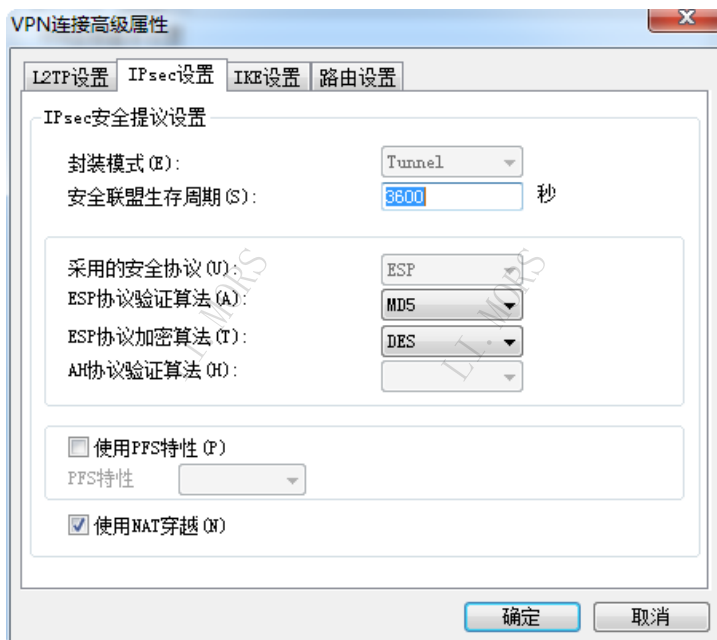 VPN连接高级属性
L2TP设置 IPsec设置 IKE设置 路由设置
IPsec安全提议设置
封装模式(E): Tunnel
安全联盟生存周期(S): 3600 秒
采用的安全协议(U): ESP
ESP协议验证算法(A): MD5
ESP协议加密算法(T): DES
AH协议验证算法(H):
使用PFS特性(P)
PFS特性
使用NAT穿越(N)
确定 取消
LI.MORS
LI.MORS